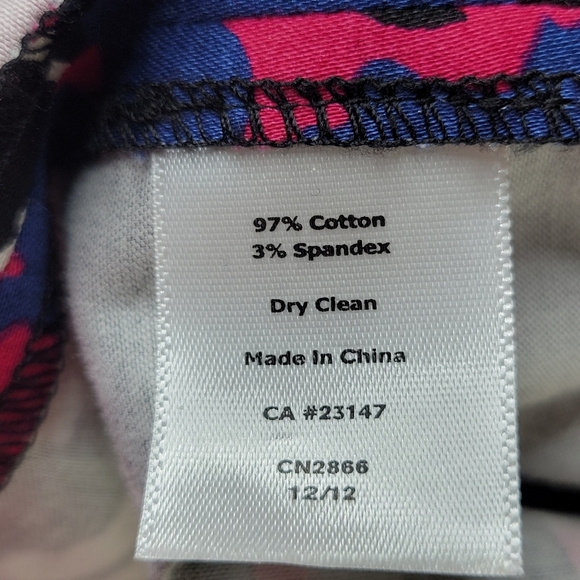 97% Cotton
3% Spandex
Dry Clean
Made In China
CA #23147
CN2866
12/12